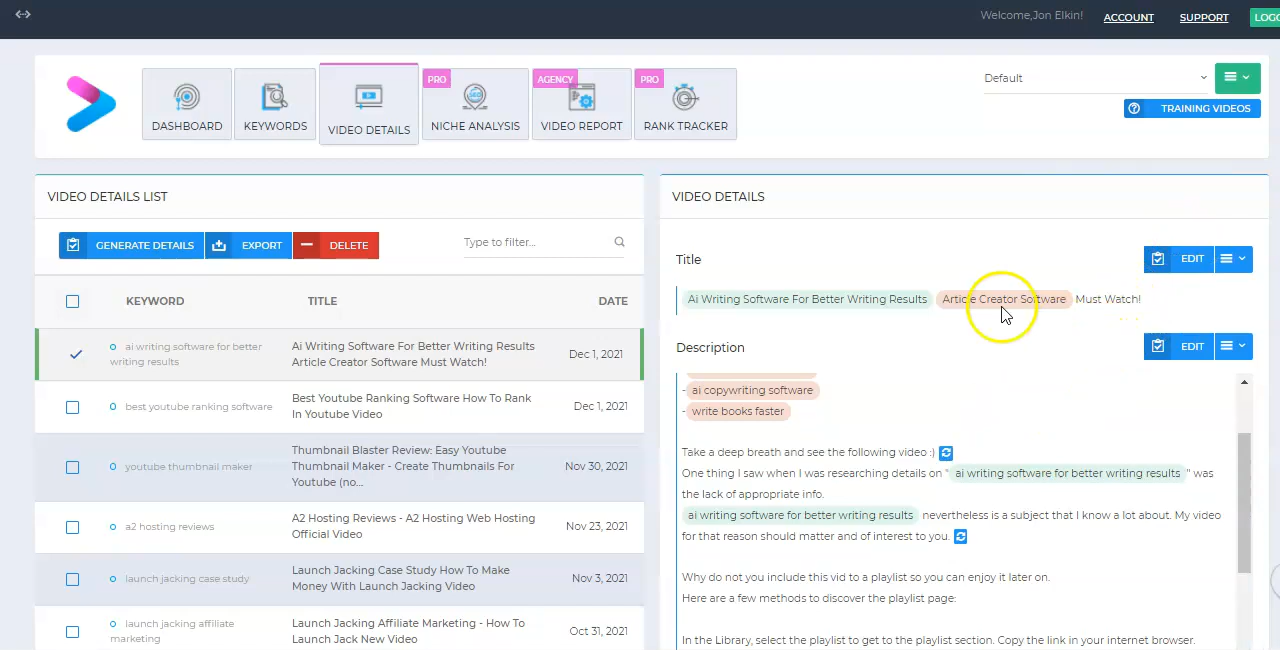 Welcome,Jon Elkin!
ACCOUNT
SUPPORT
DASHBOARD
KEYWORDS
VIDEO DETAILS
PRO
NICHE ANALYSIS
AGENCY
VIDEO REPORT
PRO
RANK TRACKER
Default
TRAINING VIDEOS
VIDEO DETAILS LIST
GENERATE DETAILS
EXPORT
DELETE
Type to filter...
KEYWORD TITLE DATE
ai writing software for better
writing results
Ai Writing Software For Better Writing Results
Article Creator Software Must Watch!
Dec 1, 2021
best youtube ranking software
Best Youtube Ranking Software How To Rank
In Youtube Video
Dec 1, 2021
youtube thumbnail maker
Thumbnail Blaster Review: Easy Youtube
Thumbnail Maker - Create Thumbnails For
Youtube (no...
Nov 30, 2021
a2 hosting reviews
A2 Hosting Reviews - A2 Hosting Web Hosting
Official Video
Nov 23, 2021
launch jacking case study
Launch Jacking Case Study How To Make
Money With Launch Jacking Video
Nov 3, 2021
launch jacking affiliate
marketing
Launch Jacking Affiliate Marketing - How To
Launch Jack New Video
Oct 31, 2021
VIDEO DETAILS
Title
EDIT
Ai Writing Software For Better Writing Results Article Creator Software Must Watch!
Description
EDIT
- ai copywriting software
- write books faster
Take a deep breath and see the following video :)
One thing I saw when I was researching details on " ai writing software for better writing results " was
the lack of appropriate info.
ai writing software for better writing results nevertheless is a subject that I know a lot about. My video
for that reason should matter and of interest to you.
Why do not you include this vid to a playlist so you can enjoy it later on.
Here are a few methods to discover the playlist page:
In the Library, select the playlist to get to the playlist section. Copy the link in your internet browser.